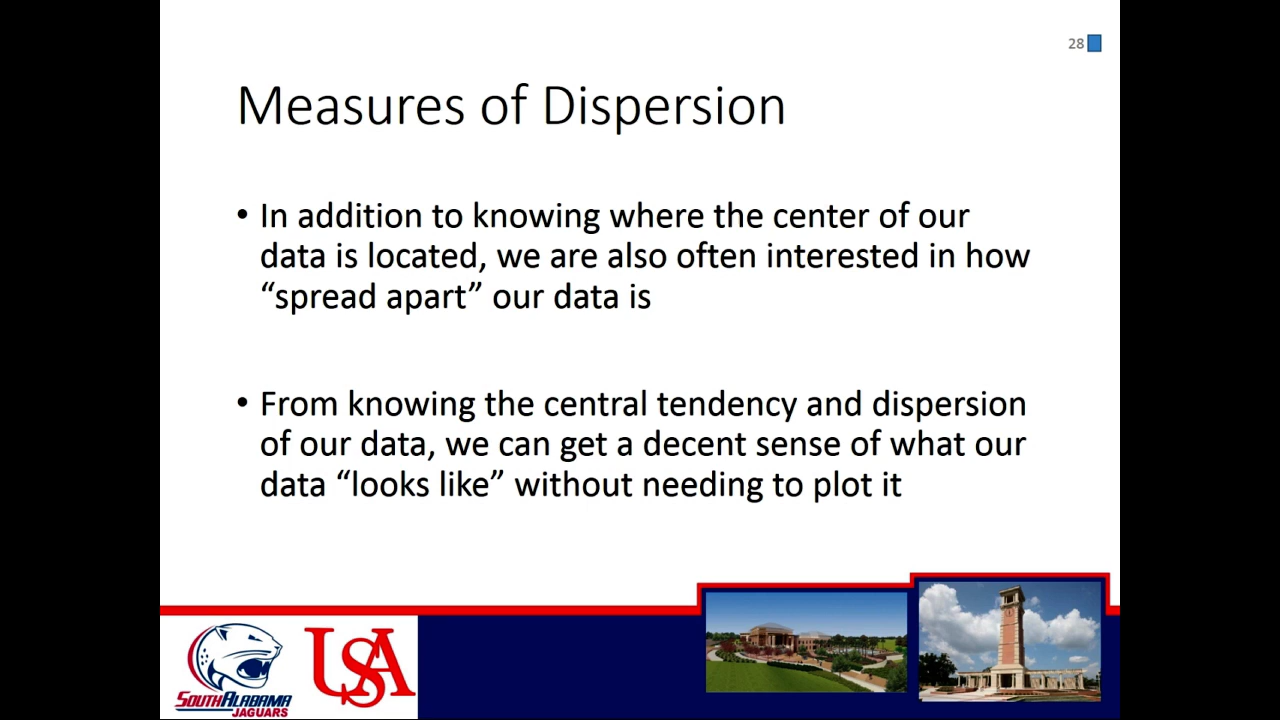 28
Measures of Dispersion
• In addition to knowing where the center of our
data is located, we are also often interested in how
“spread apart” our data is
• From knowing the central tendency and dispersion
of our data, we can get a decent sense of what our
data “looks like” without needing to plot it
SOUTH ALABAMA
JAGUARS
USA